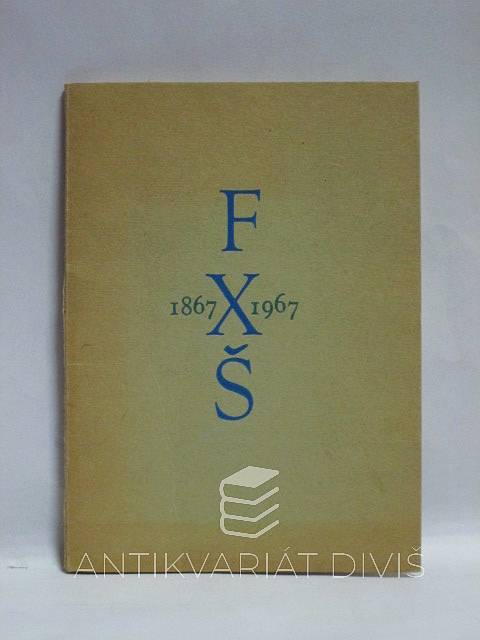 F
1867 X 1967
Š
ANTIKVARIÁT DIVIŠ